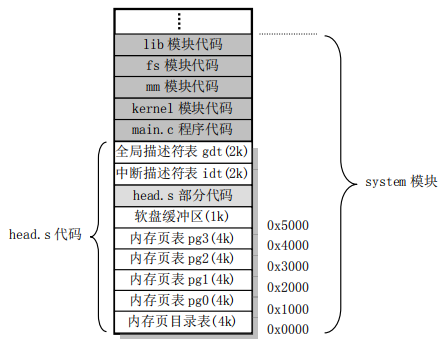 lib 模块代码
fs 模块代码
mm 模块代码
kernel 模块代码
main.c 程序代码
全局描述符表 gdt(2k)
中断描述符表 idt(2k)
head.s 部分代码
软盘缓冲区(1k)
内存页表 pg3(4k)
内存页表 pg2(4k)
内存页表 pg1(4k)
内存页表 pg0(4k)
内存页目录表(4k)
0x5000
0x4000
0x3000
0x2000
0x1000
0x0000
head.s 代码
system 模块